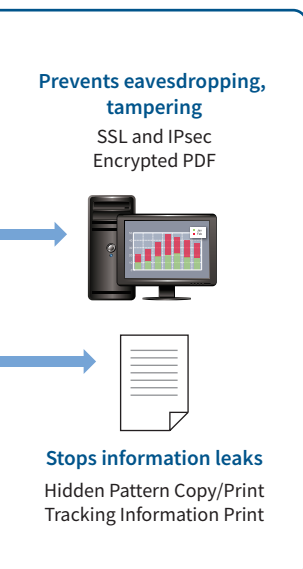 Prevents eavesdropping,
tampering
SSL and IPsec
Encrypted PDF
Stops information leaks
Hidden Pattern Copy/Print
Tracking Information Print